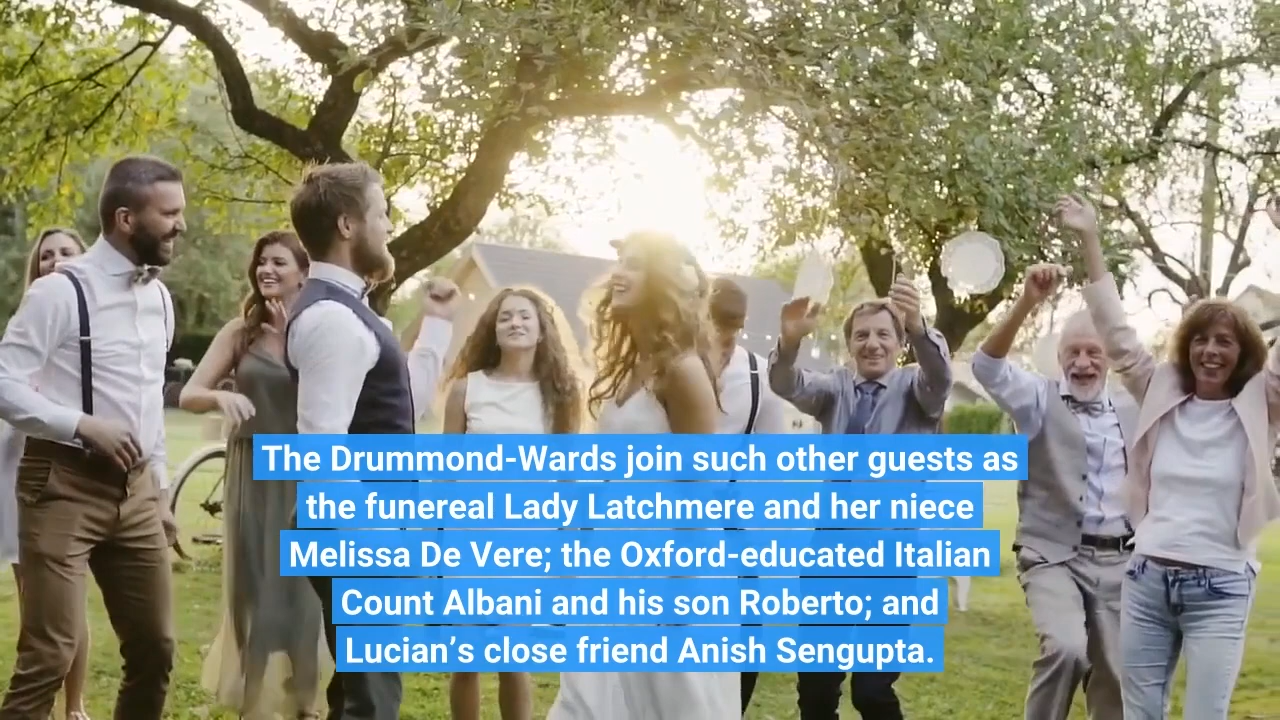 The Drummond-Wards join such other guests as
the funereal Lady Latchmere and her niece
Melissa De Vere; the Oxford-educated Italian
Count Albani and his son Roberto; and
Lucian’s close friend Anish Sengupta.